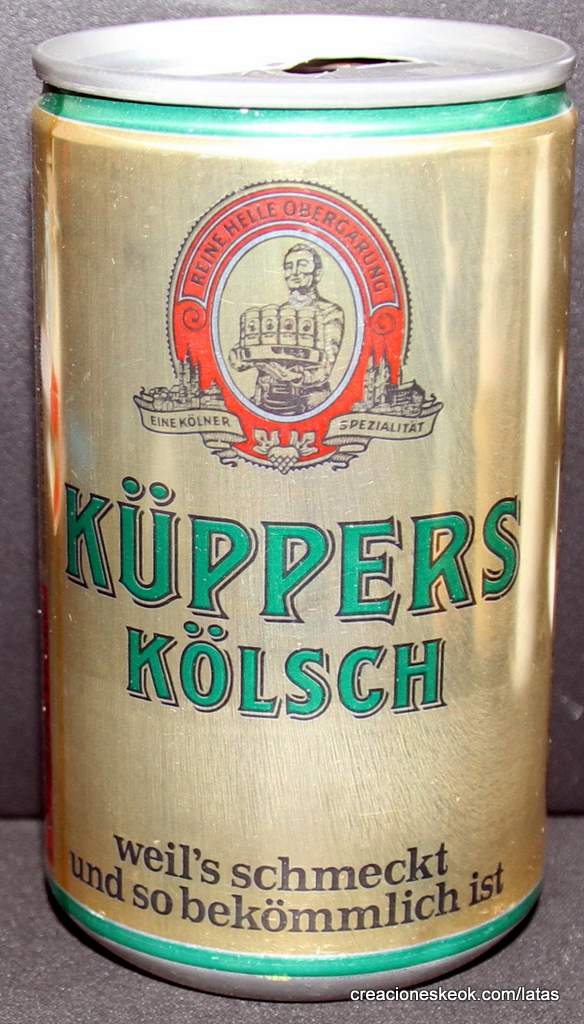 REINE HELLE OBERGÄRUNG
EINE KÖLNER SPEZIALITÄT
KÜPPERS
KÖLSCH
weil's schmeckt
und so bekömmlich ist
creacioneskeok.com/latas